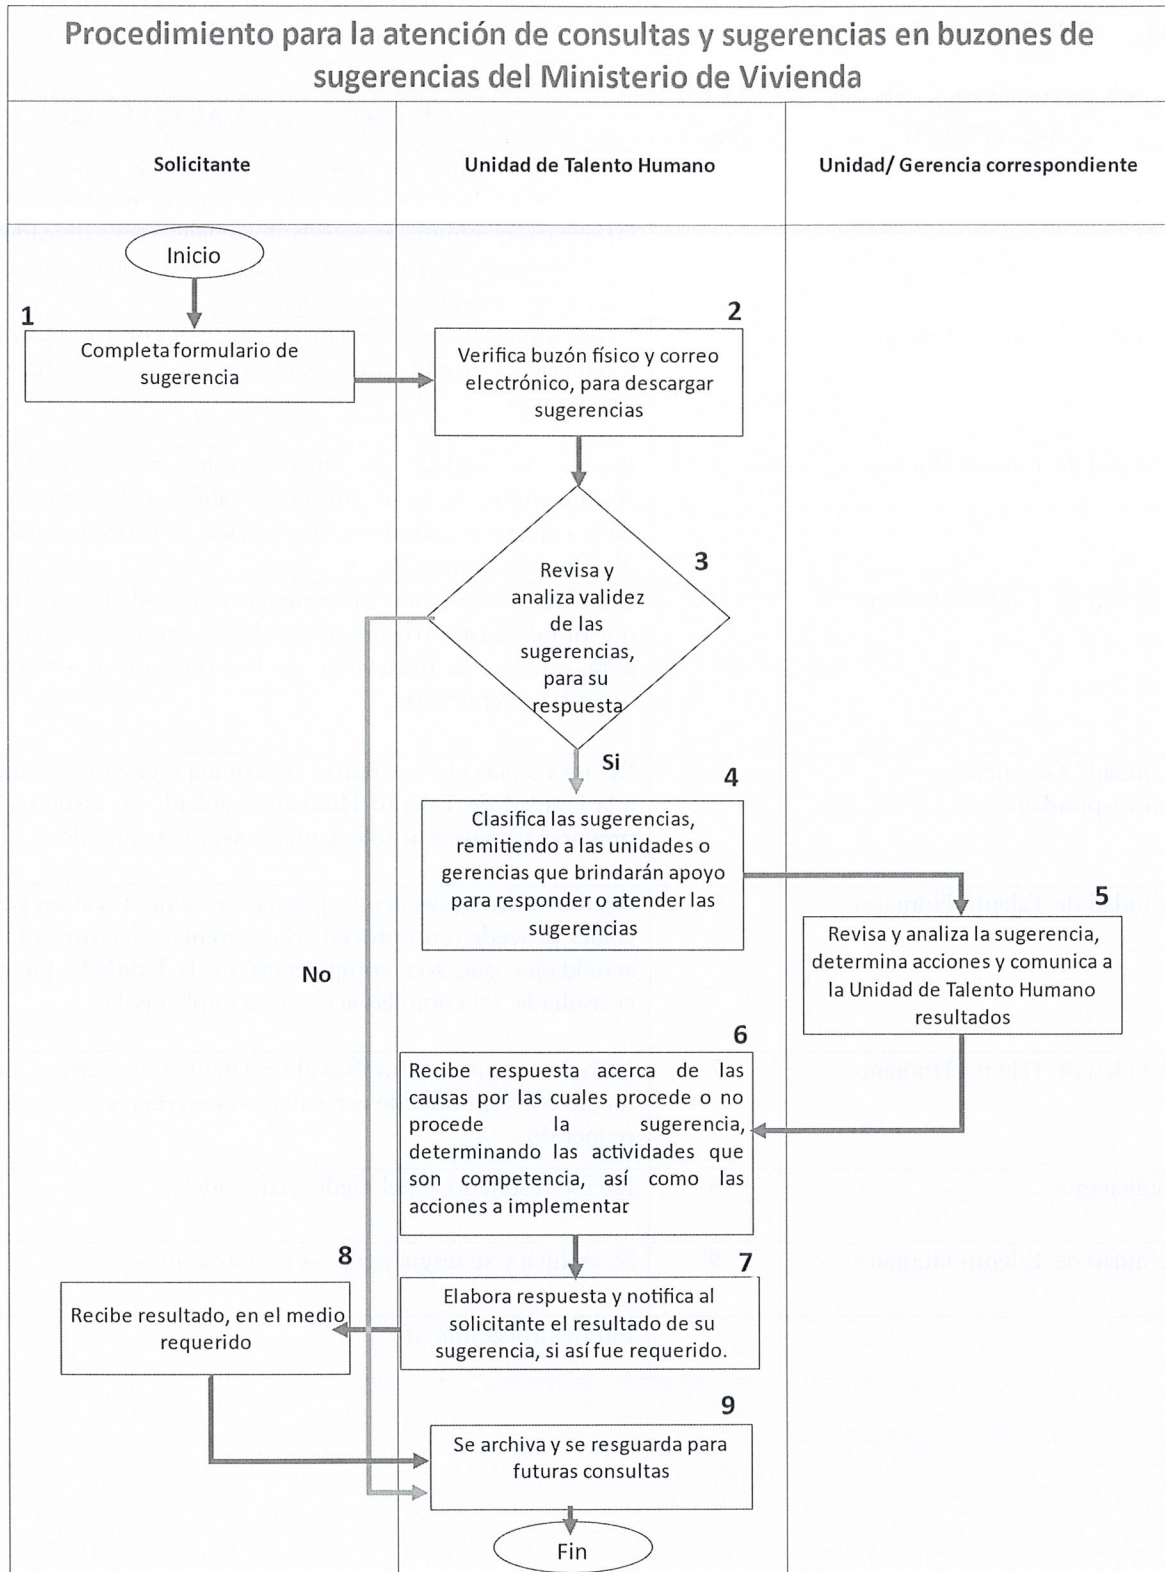 Procedimiento para la atención de consultas y sugerencias en buzones de
sugerencias del Ministerio de Vivienda
Solicitante
Unidad de Talento Humano
Unidad/ Gerencia correspondiente
Inicio
1
Completa formulario de
sugerencia
2
Verifica buzón físico y correo
electrónico, para descargar
sugerencias
3
Revisa y
analiza validez
de las
sugerencias,
para su
respuesta
Si
No
4
Clasifica las sugerencias,
remitiendo a las unidades o
gerencias que brindarán apoyo
para responder o atender las
sugerencias
5
Revisa y analiza la sugerencia,
determina acciones y comunica a
la Unidad de Talento Humano
resultados
6
Recibe respuesta acerca de las
causas por las cuales procede o no
procede la sugerencia,
determinando las actividades que
son competencia, así como las
acciones a implementar
7
Elabora respuesta y notifica al
solicitante el resultado de su
sugerencia, si así fue requerido.
8
Recibe resultado, en el medio
requerido
9
Se archiva y se resguarda para
futuras consultas
Fin